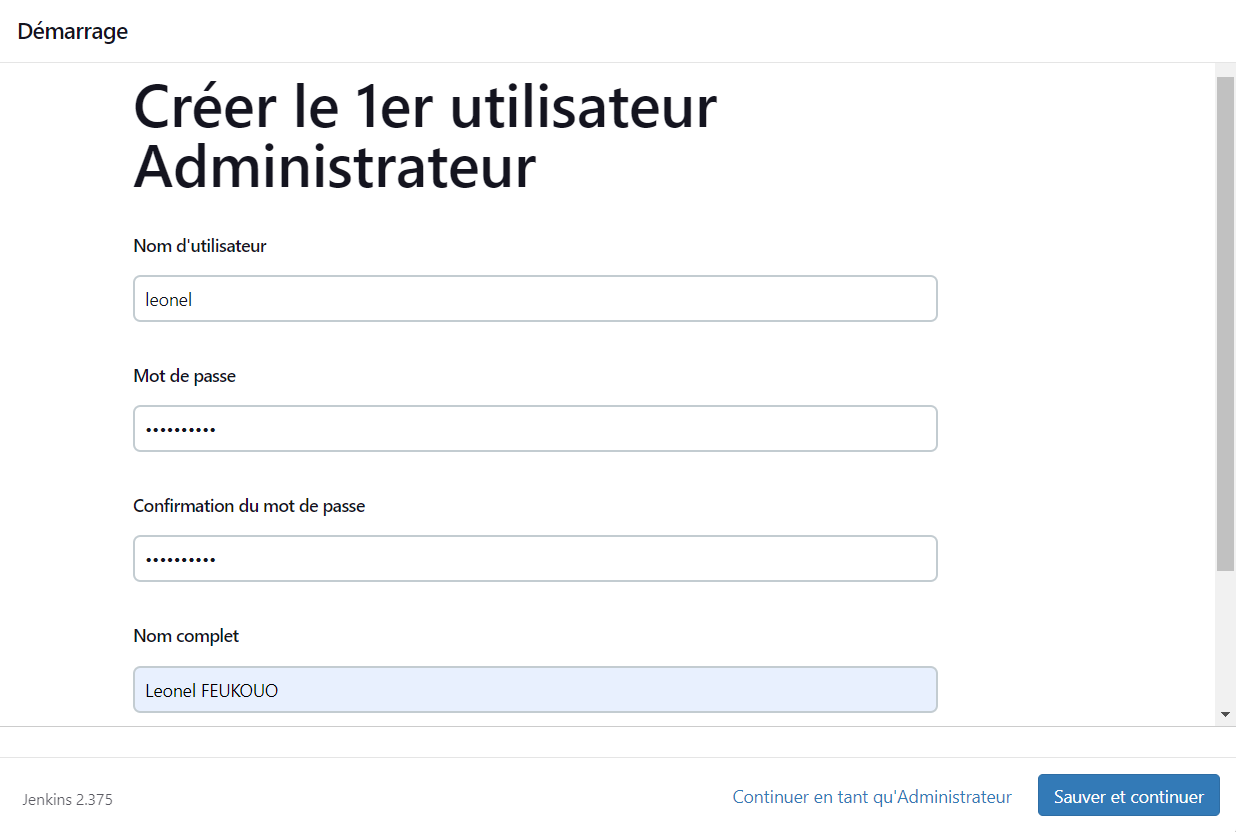 Démarrage
Créer le 1er utilisateur
Administrateur
Nom d'utilisateur
leonel
Mot de passe
••••••••••
Confirmation du mot de passe
••••••••••
Nom complet
Leonel FEUKOUO
Jenkins 2.375
Continuer en tant qu'Administrateur
Sauver et continuer